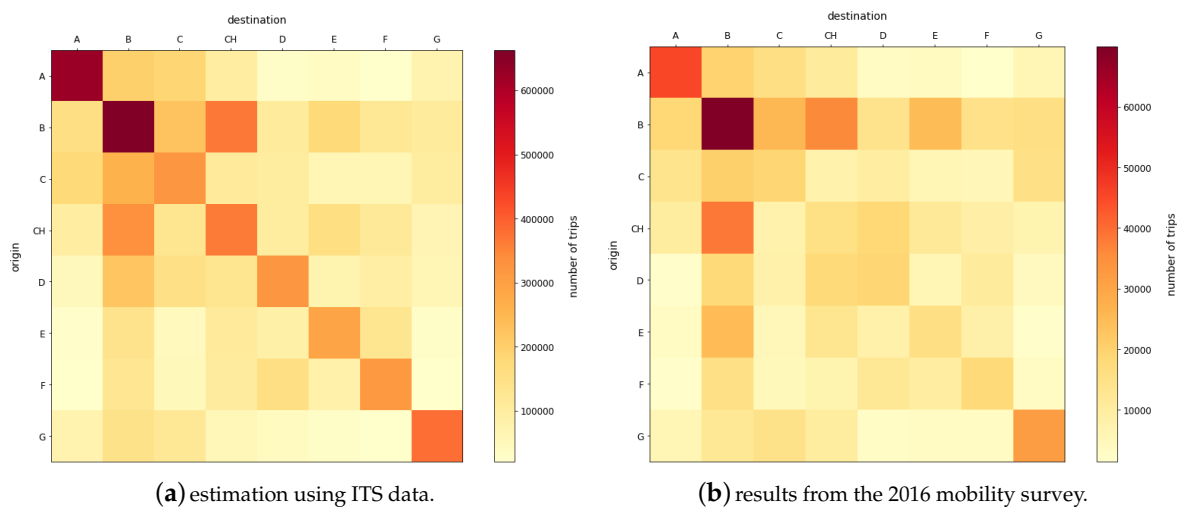 destination
A B C CH D E F G
A
B
C
CH
D
E
F
G
origin
600000
500000
400000
300000
200000
100000
number of trips
(a) estimation using ITS data.
destination
A B C CH D E F G
A
B
C
CH
D
E
F
G
origin
60000
50000
40000
30000
20000
10000
number of trips
(b) results from the 2016 mobility survey.